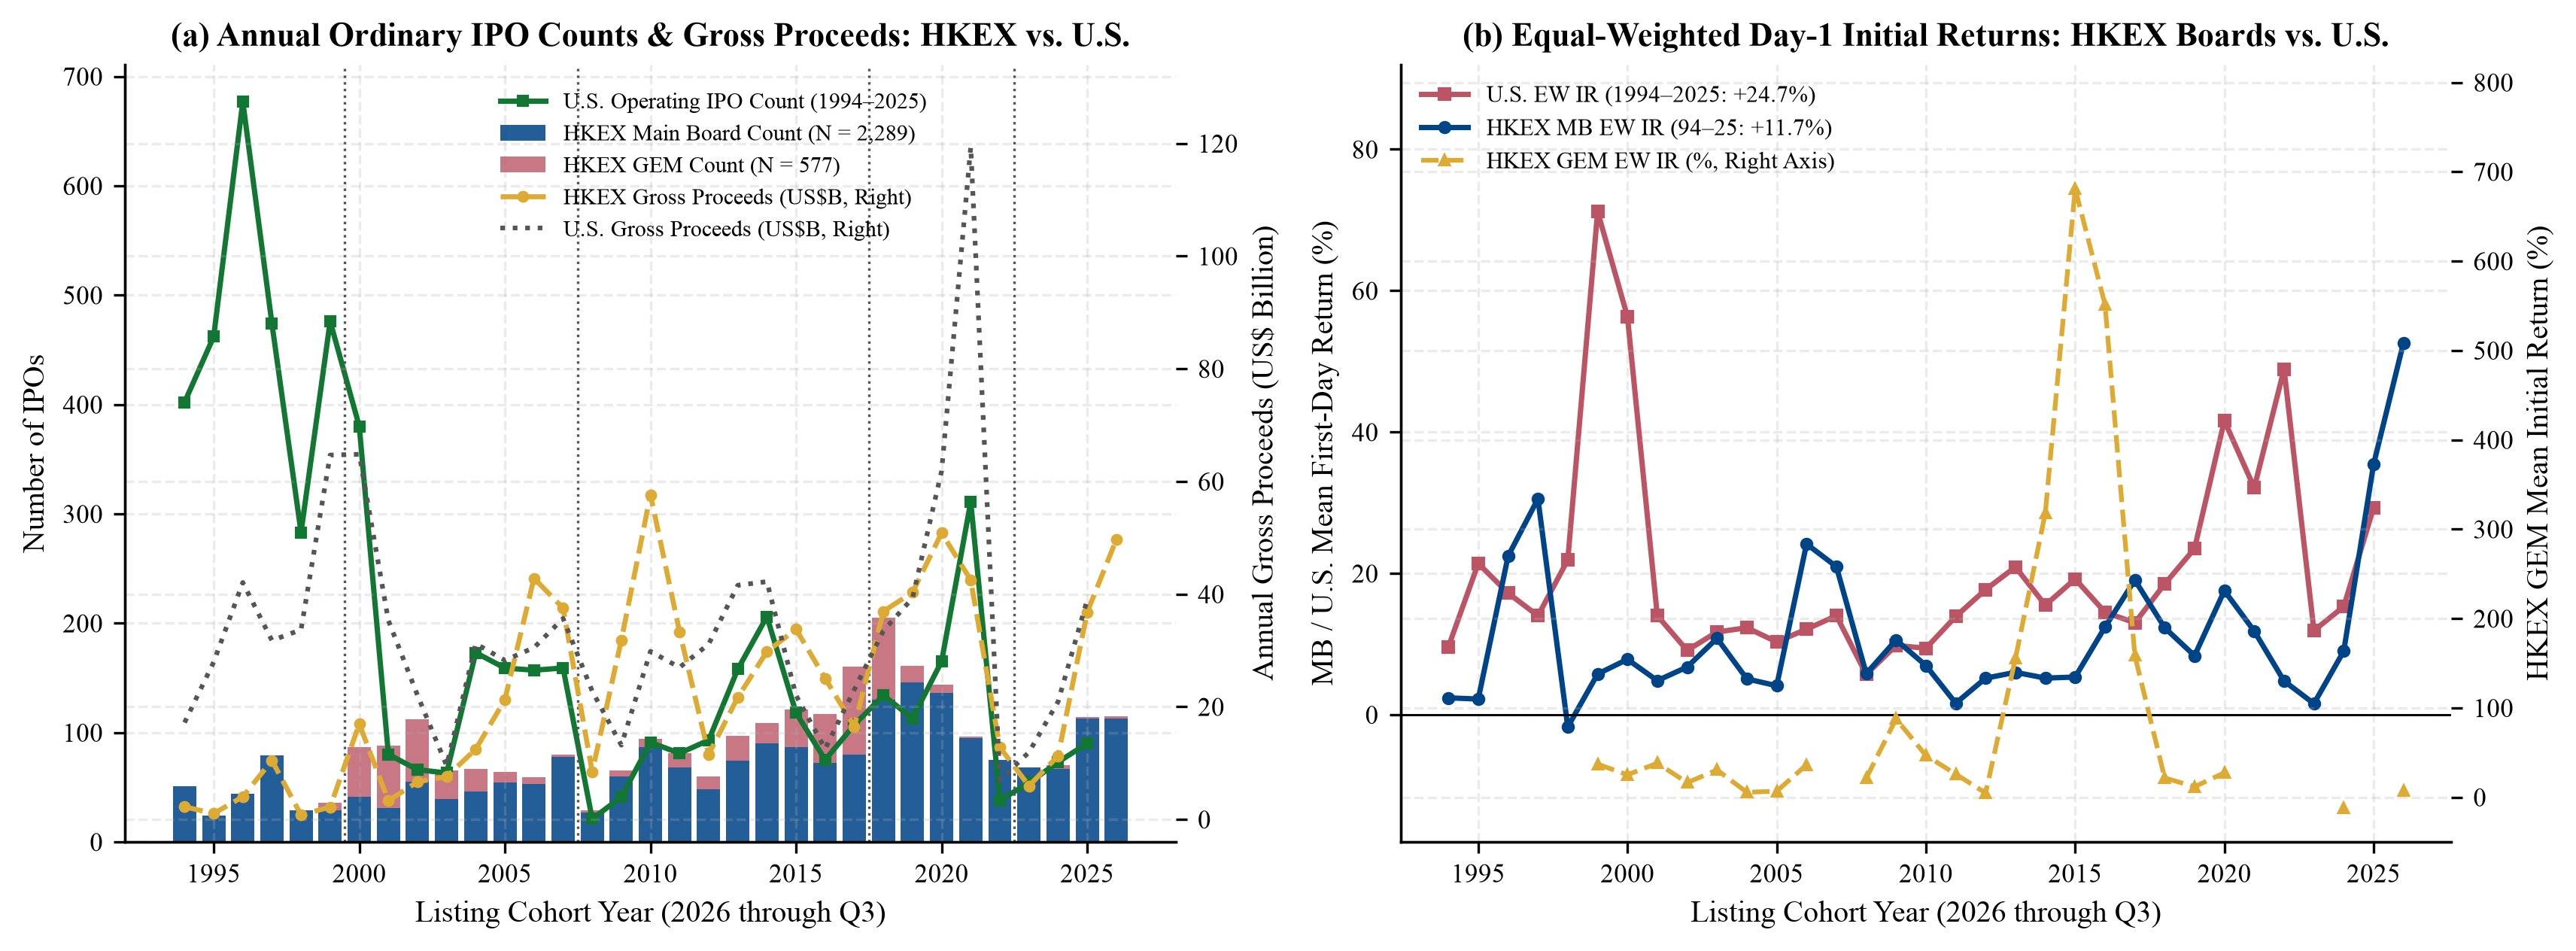 (a) Annual Ordinary IPO Counts & Gross Proceeds: HKEX vs. U.S.
U.S. Operating IPO Count (1994–2025)
HKEX Main Board Count (N = 2,289)
HKEX GEM Count (N = 577)
HKEX Gross Proceeds (US$B, Right)
U.S. Gross Proceeds (US$B, Right)
Number of IPOs
700
600
500
400
300
200
100
0
120
100
80
60
40
20
0
Annual Gross Proceeds (US$ Billion)
1995
2000
2005
2010
2015
2020
2025
Listing Cohort Year (2026 through Q3)
(b) Equal-Weighted Day-1 Initial Returns: HKEX Boards vs. U.S.
U.S. EW IR (1994–2025: +24.7%)
HKEX MB EW IR (94–25: +11.7%)
HKEX GEM EW IR (%, Right Axis)
MB / U.S. Mean First-Day Return (%)
80
60
40
20
0
800
700
600
500
400
300
200
100
0
HKEX GEM Mean Initial Return (%)
1995
2000
2005
2010
2015
2020
2025
Listing Cohort Year (2026 through Q3)